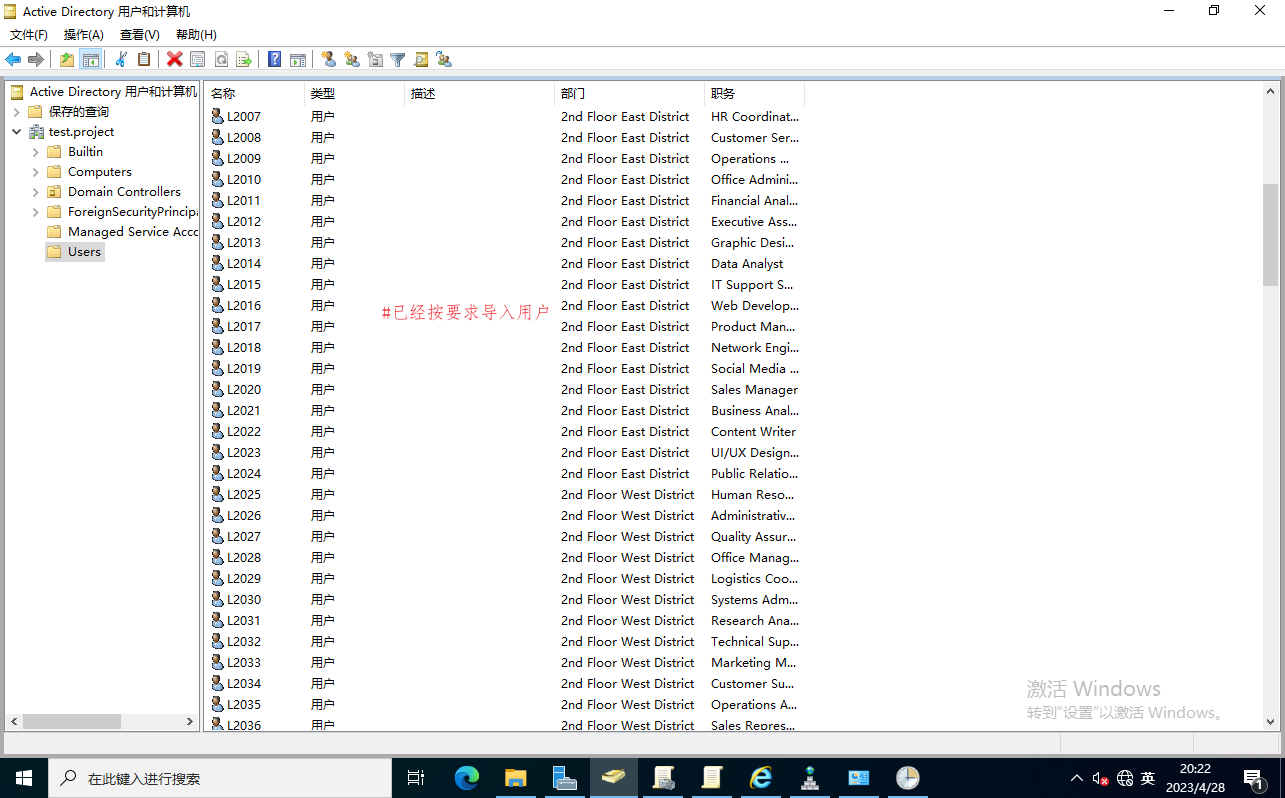 Active Directory 用户和计算机
文件(F) 操作(A) 查看(V) 帮助(H)
Active Directory 用户和计算机
保存的查询
test.project
Builtin
Computers
Domain Controllers
ForeignSecurityPrincipa
Managed Service Acco
Users
名称 类型 描述 部门 职务
L2007 用户 2nd Floor East District HR Coordinat...
L2008 用户 2nd Floor East District Customer Ser...
L2009 用户 2nd Floor East District Operations ...
L2010 用户 2nd Floor East District Office Admini...
L2011 用户 2nd Floor East District Financial Anal...
L2012 用户 2nd Floor East District Executive Ass...
L2013 用户 2nd Floor East District Graphic Desi...
L2014 用户 2nd Floor East District Data Analyst
L2015 用户 2nd Floor East District IT Support S...
L2016 用户 2nd Floor East District Web Develop...
#已经按要求导入用户
L2017 用户 2nd Floor East District Product Man...
L2018 用户 2nd Floor East District Network Engi...
L2019 用户 2nd Floor East District Social Media ...
L2020 用户 2nd Floor East District Sales Manager
L2021 用户 2nd Floor East District Business Anal...
L2022 用户 2nd Floor East District Content Writer
L2023 用户 2nd Floor East District UI/UX Design...
L2024 用户 2nd Floor East District Public Relatio...
L2025 用户 2nd Floor West District Human Reso...
L2026 用户 2nd Floor West District Administrativ...
L2027 用户 2nd Floor West District Quality Assur...
L2028 用户 2nd Floor West District Office Manag...
L2029 用户 2nd Floor West District Logistics Coo...
L2030 用户 2nd Floor West District Systems Adm...
L2031 用户 2nd Floor West District Research Ana...
L2032 用户 2nd Floor West District Technical Sup...
L2033 用户 2nd Floor West District Marketing M...
L2034 用户 2nd Floor West District Customer Su...
L2035 用户 2nd Floor West District Operations A...
L2036 用户 2nd Floor West District Sales Repres...
激活 Windows
转到“设置”以激活 Windows。
在此键入进行搜索
英
20:22
2023/4/28
1